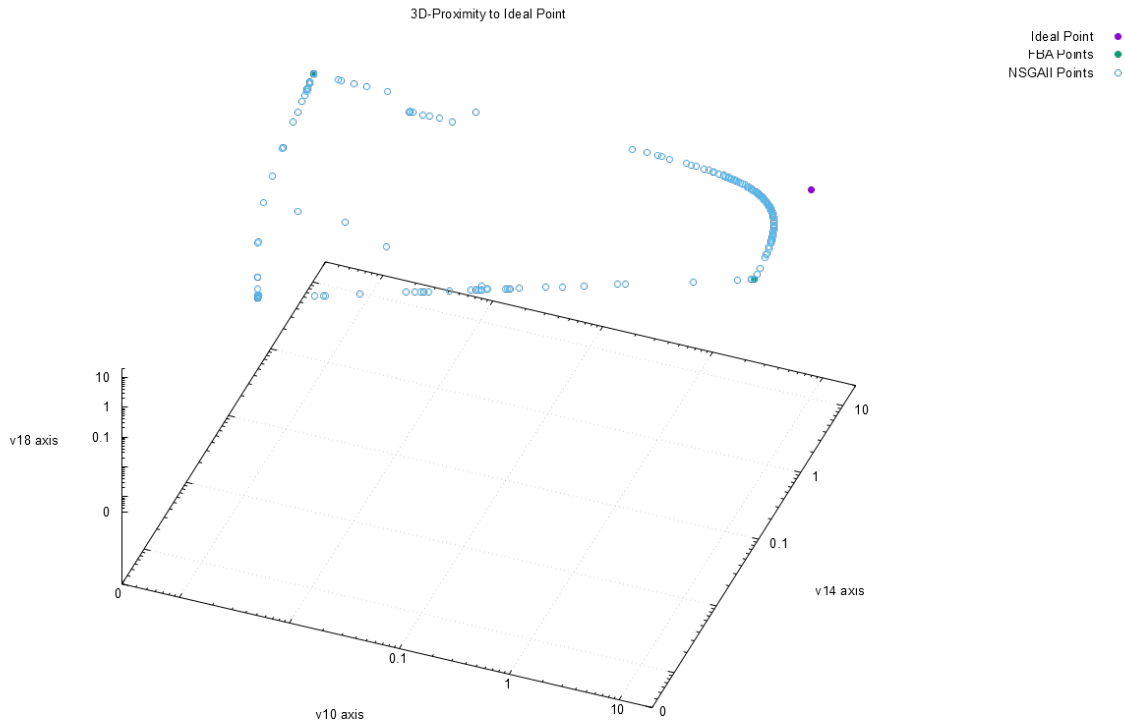 3D-Proximity to Ideal Point
Ideal Point
FBA Points
NSGAII Points
10
1
0.1
0
v18 axis
10
1
0.1
0
v14 axis
0
0.1
1
10
v10 axis